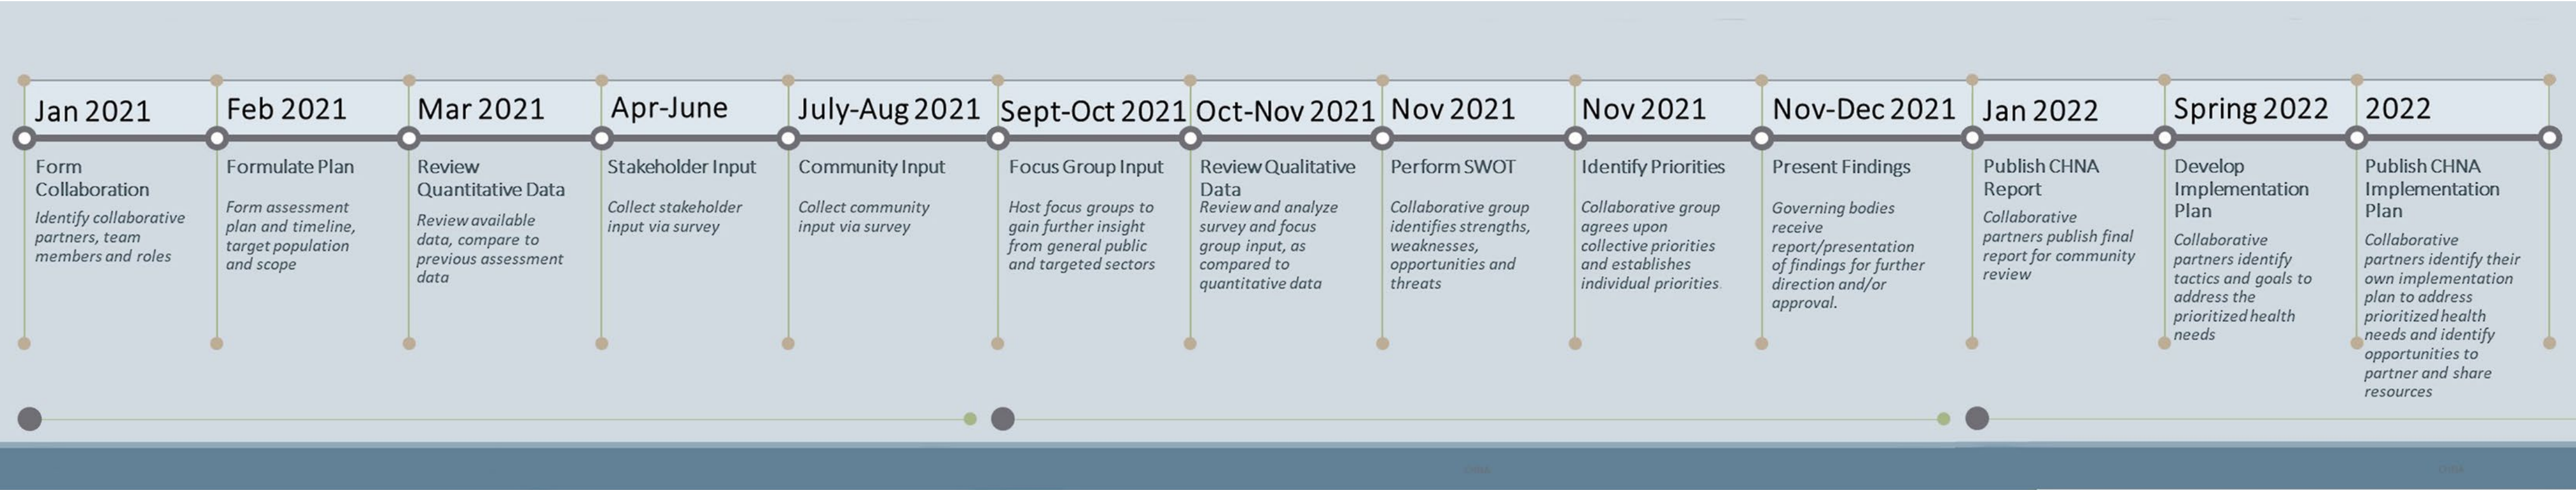 Jan 2021
Form
Collaboration
Identify collaborative
partners, team
members and roles
Feb 2021
Formulate Plan
Form assessment
plan and timeline,
target population
and scope
Mar 2021
Review
Quantitative Data
Review available
data, compare to
previous assessment
data
Apr-June
Stakeholder Input
Collect stakeholder
input via survey
July-Aug 2021
Community Input
Collect community
input via survey
Sept-Oct 2021
Focus Group Input
Host focus groups to
gain further insight
from general public
and targeted sectors
Oct-Nov 2021
Review Qualitative
Data
Review and analyze
survey and focus
group input, as
compared to
quantitative data
Nov 2021
Perform SWOT
Collaborative group
identifies strengths,
weaknesses,
opportunities and
threats
Nov 2021
Identify Priorities
Collaborative group
agrees upon
collective priorities
and establishes
individual priorities
Nov-Dec 2021
Present Findings
Governing bodies
receive
report/presentation
of findings for further
direction and/or
approval.
Jan 2022
Publish CHNA
Report
Collaborative
partners publish final
report for community
review
Spring 2022
Develop
Implementation
Plan
Collaborative
partners identify
tactics and goals to
address the
prioritized health
needs
2022
Publish CHNA
Implementation
Plan
Collaborative
partners identify their
own implementation
plan to address
prioritized health
needs and identify
opportunities to
partner and share
resources